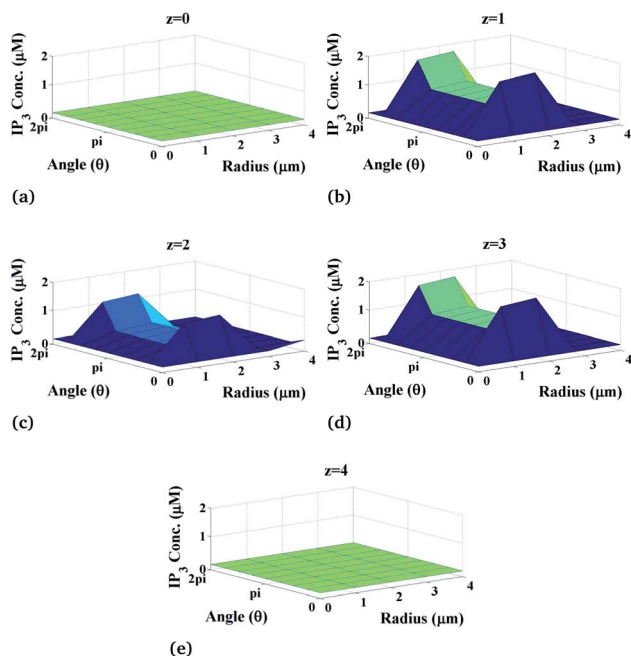 z=0
2
1
0
IP3 Conc. (μM)
2pi
pi
0
Angle (θ)
0
1
2
3
4
Radius (μm)
(a)
z=1
2
1
0
IP3 Conc. (μM)
2pi
pi
0
Angle (θ)
0
1
2
3
4
Radius (μm)
(b)
z=2
2
1
0
IP3 Conc. (μM)
2pi
pi
0
Angle (θ)
0
1
2
3
4
Radius (μm)
(c)
z=3
2
1
0
IP3 Conc. (μM)
2pi
pi
0
Angle (θ)
0
1
2
3
4
Radius (μm)
(d)
z=4
2
1
0
IP3 Conc. (μM)
2pi
pi
0
Angle (θ)
0
1
2
3
4
Radius (μm)
(e)